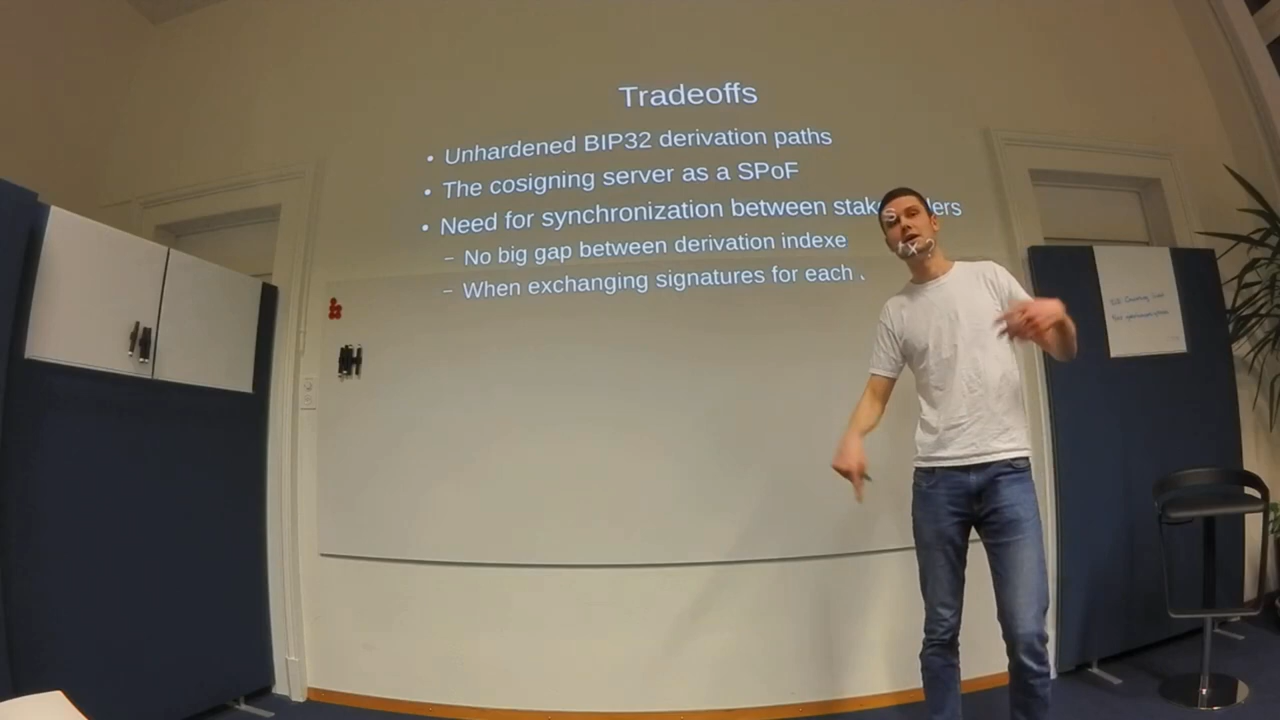 Tradeoffs
• Unhardened BIP32 derivation paths
• The cosigning server as a SPoF
• Need for synchronization between stakeholders
– No big gap between derivation indexe
– When exchanging signatures for each